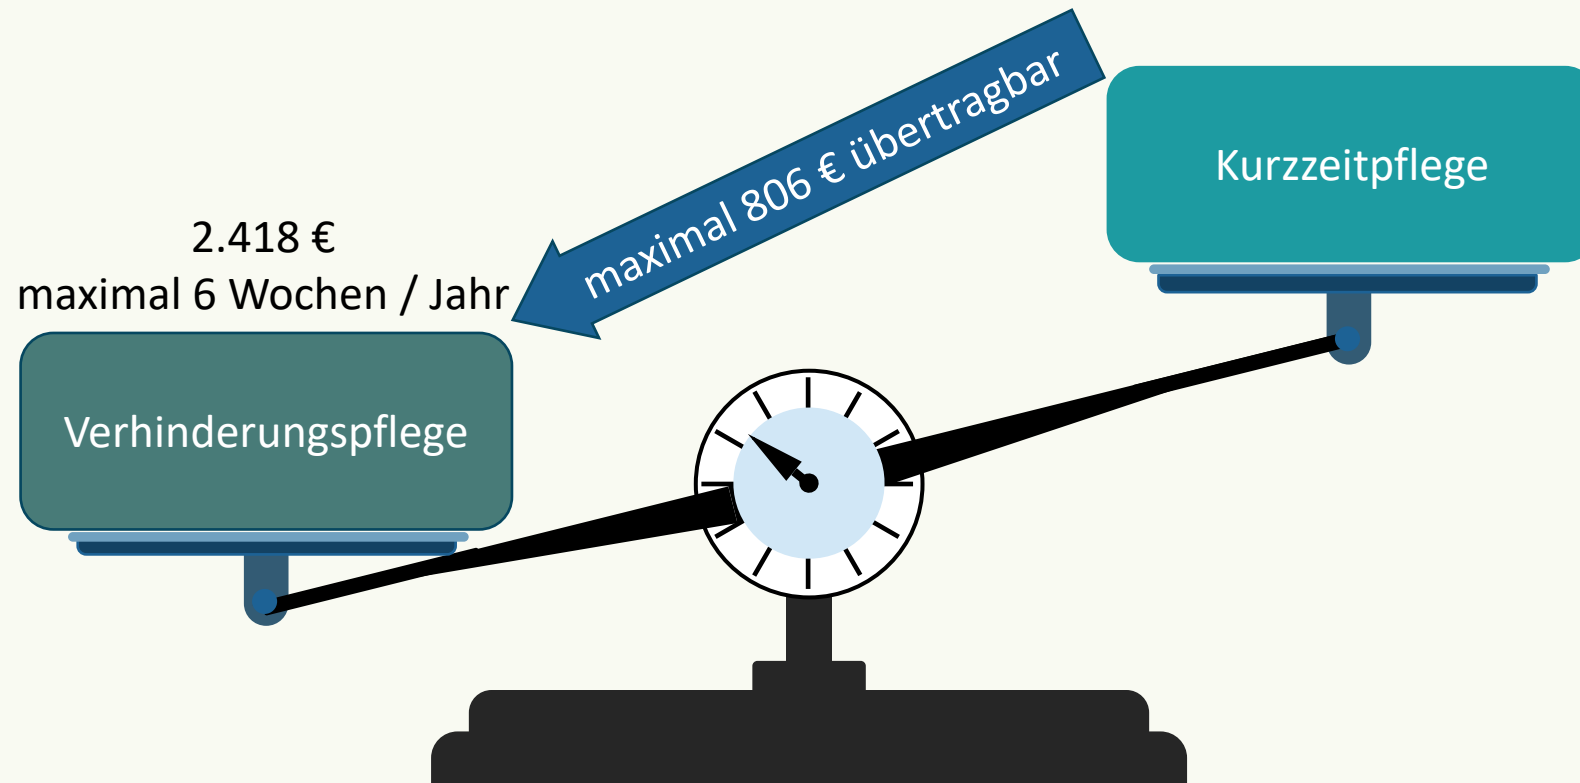 maximal 806 € übertragbar
Kurzzeitpflege
2.418 €
maximal 6 Wochen / Jahr
Verhinderungspflege